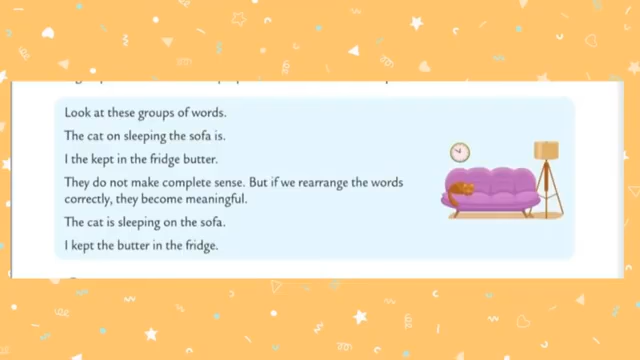 Look at these groups of words.
The cat on sleeping the sofa is.
I the kept in the fridge butter.
They do not make complete sense. But if we rearrange the words
correctly, they become meaningful.
The cat is sleeping on the sofa.
I kept the butter in the fridge.